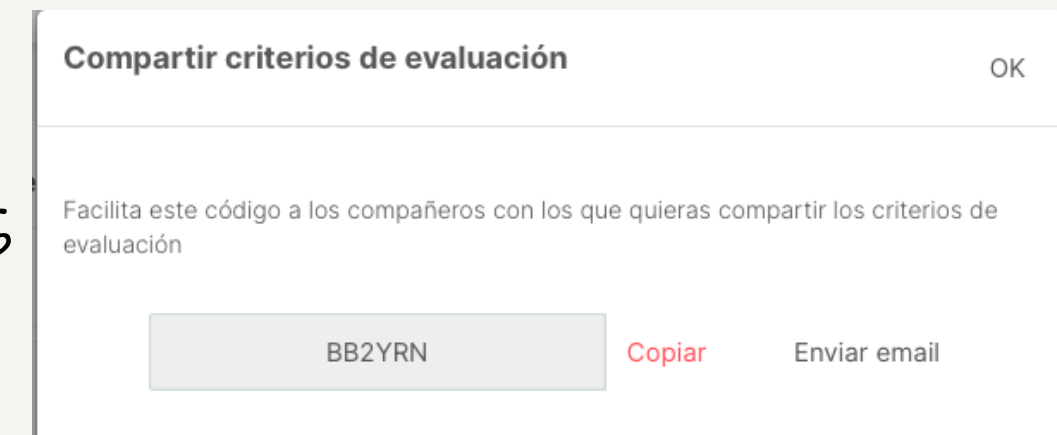 Compartir criterios de evaluación
OK
Facilita este código a los compañeros con los que quieras compartir los criterios de
evaluación
BB2YRN Copiar Enviar email